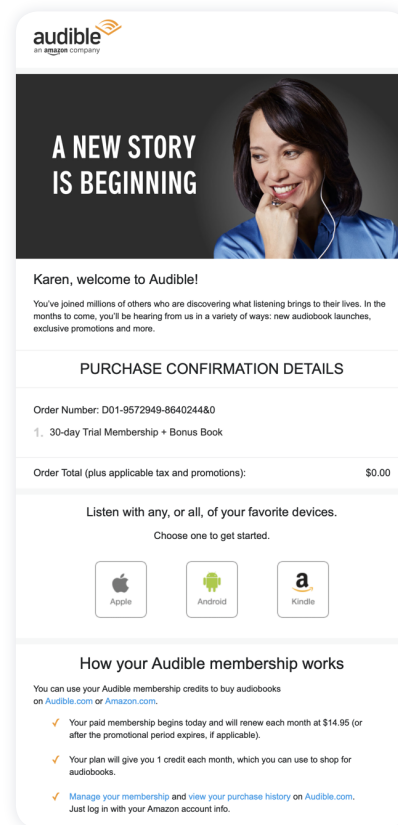 audible
an amazon company
A NEW STORY
IS BEGINNING
Karen, welcome to Audible!
You've joined millions of others who are discovering what listening brings to their lives. In the
months to come, you'll be hearing from us in a variety of ways: new audiobook launches,
exclusive promotions and more.
PURCHASE CONFIRMATION DETAILS
Order Number: D01-9572949-8640244&0
1. 30-day Trial Membership + Bonus Book
Order Total (plus applicable tax and promotions): $0.00
Listen with any, or all, of your favorite devices.
Choose one to get started.
Apple Android Kindle
How your Audible membership works
You can use your Audible membership credits to buy audiobooks
on Audible.com or Amazon.com.
✓ Your paid membership begins today and will renew each month at $14.95 (or
after the promotional period expires, if applicable).
✓ Your plan will give you 1 credit each month, which you can use to shop for
audiobooks.
✓ Manage your membership and view your purchase history on Audible.com.
Just log in with your Amazon account info.